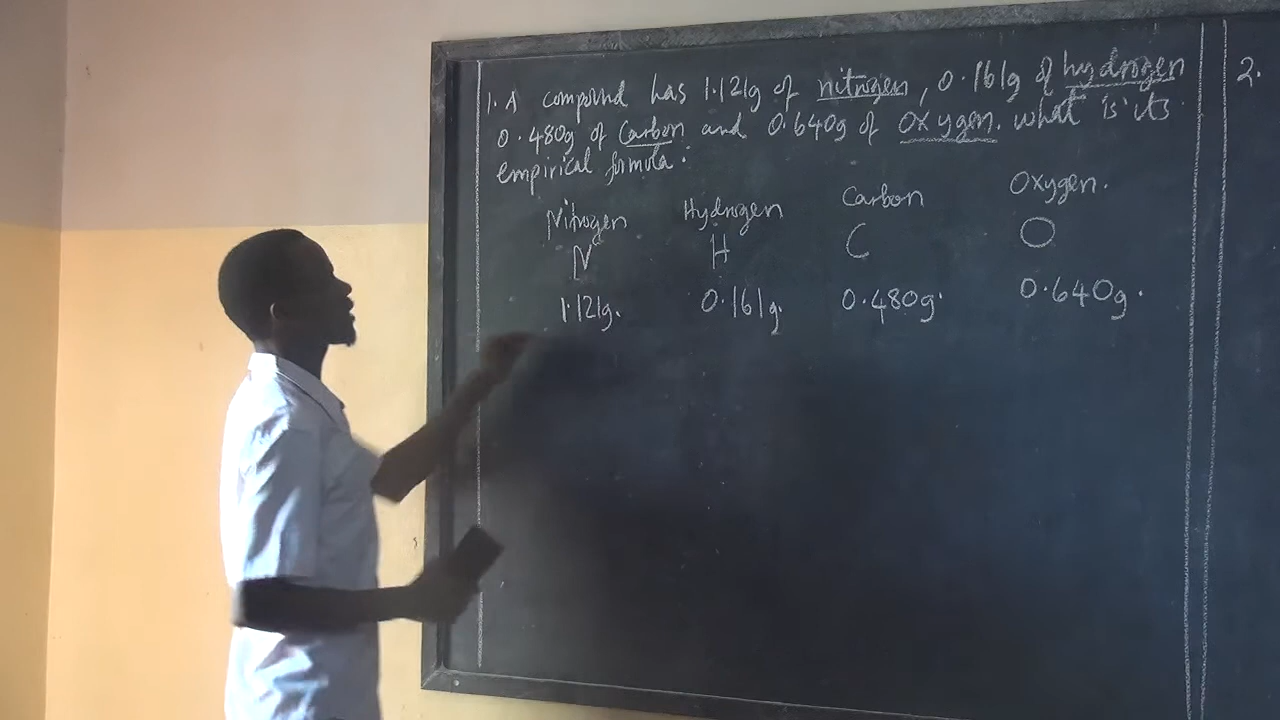 1. A compound has 1.121g of nitrogen, 0.161g of hydrogen
0.480g of Carbon and 0.640g of Oxygen. what is its
empirical formula:
Nitrogen Hydrogen Carbon Oxygen.
N H C O
1.121g. 0.161g. 0.480g. 0.640g.
2.